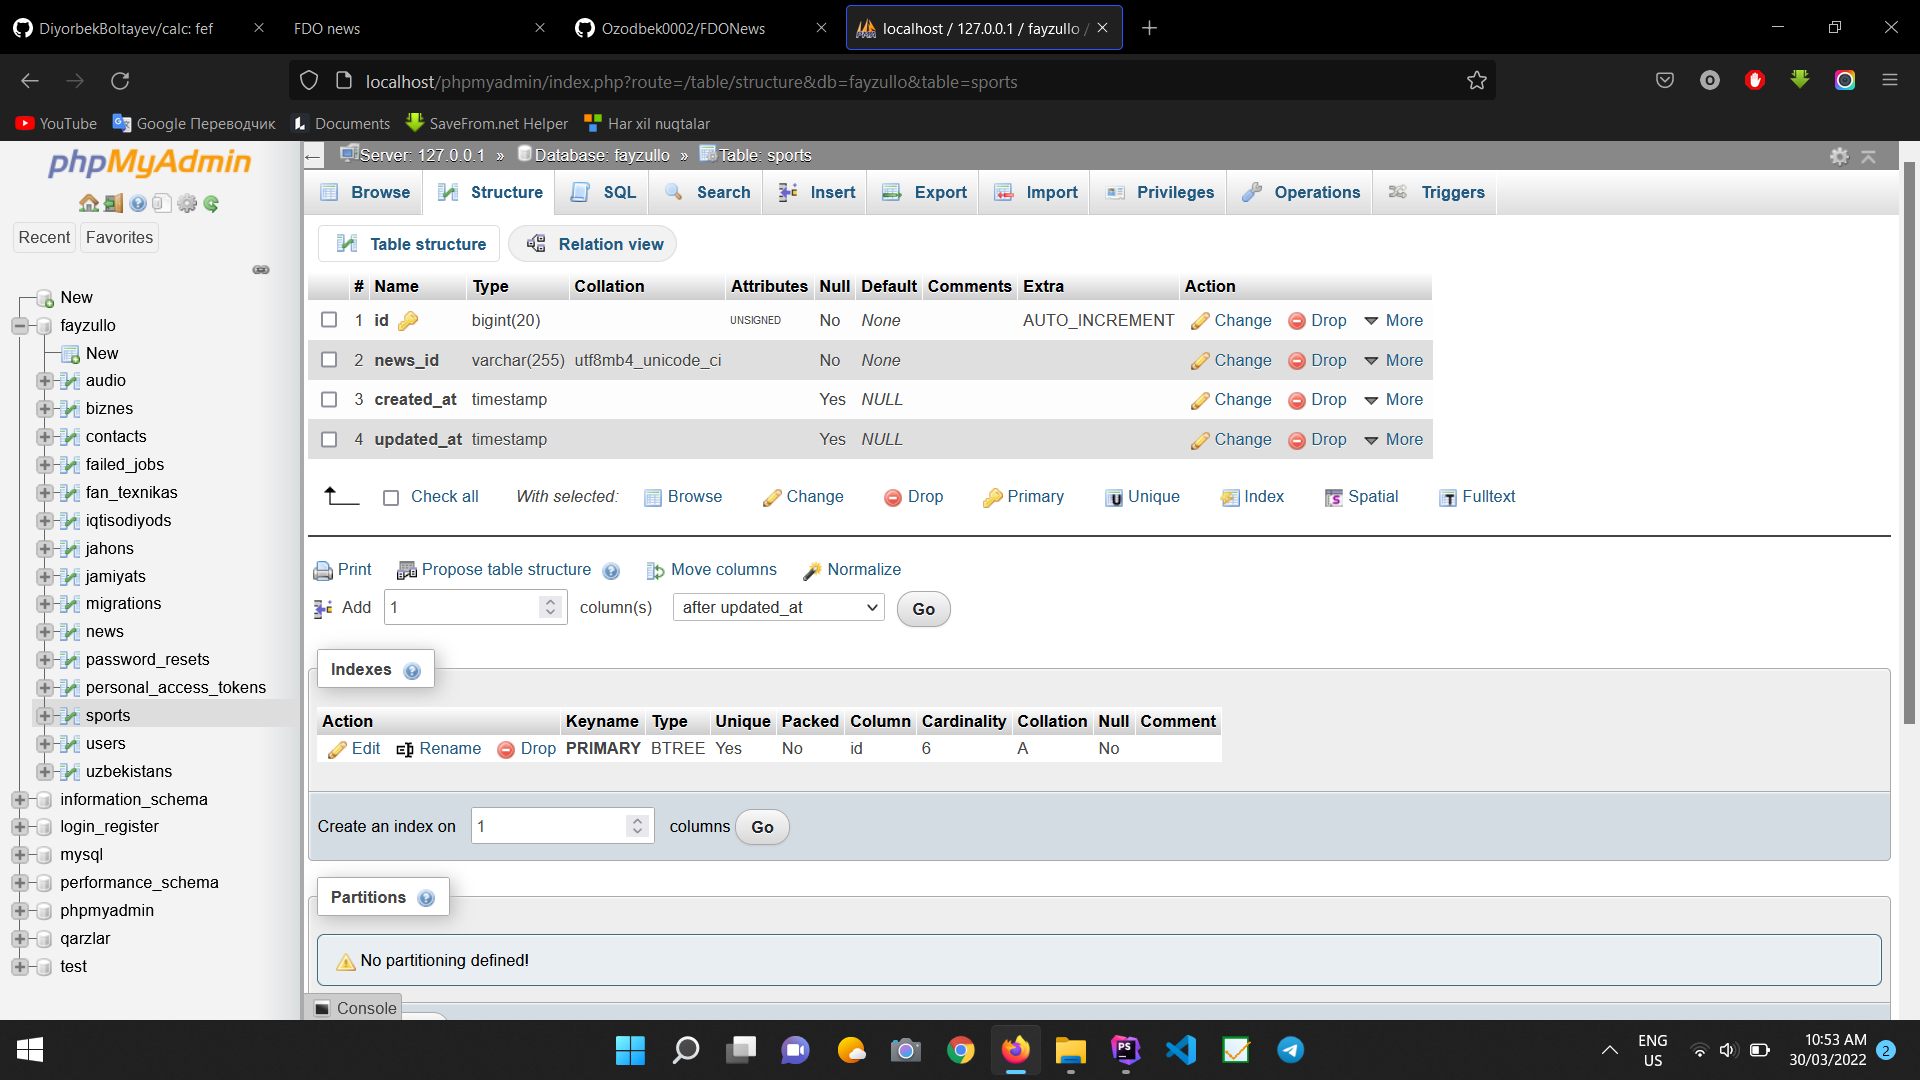 DiyorbekBoltayev/calc: fef
FDO news
Ozodbek0002/FDONews
localhost / 127.0.0.1 / fayzullo /
localhost/phpmyadmin/index.php?route=/table/structure&db=fayzullo&table=sports
YouTube
Google Переводчик
Documents
SaveFrom.net Helper
Har xil nuqtalar
phpMyAdmin
Recent
Favorites
New
fayzullo
New
audio
biznes
contacts
failed_jobs
fan_texnikas
iqtisodiyods
jahons
jamiyats
migrations
news
password_resets
personal_access_tokens
sports
users
uzbekistans
information_schema
login_register
mysql
performance_schema
phpmyadmin
qarzlar
test
Server: 127.0.0.1 » Database: fayzullo » Table: sports
Browse Structure SQL Search Insert Export Import Privileges Operations Triggers
Table structure Relation view
# Name Type Collation Attributes Null Default Comments Extra Action
1 id bigint(20) UNSIGNED No None AUTO_INCREMENT Change Drop More
2 news_id varchar(255) utf8mb4_unicode_ci No None Change Drop More
3 created_at timestamp Yes NULL Change Drop More
4 updated_at timestamp Yes NULL Change Drop More
Check all With selected: Browse Change Drop Primary Unique Index Spatial Fulltext
Print Propose table structure Move columns Normalize
Add 1 column(s) after updated_at Go
Indexes
Action Keyname Type Unique Packed Column Cardinality Collation Null Comment
Edit Rename Drop PRIMARY BTREE Yes No id 6 A No
Create an index on 1 columns Go
Partitions
No partitioning defined!
Console
ENG
US
10:53 AM
30/03/2022
2